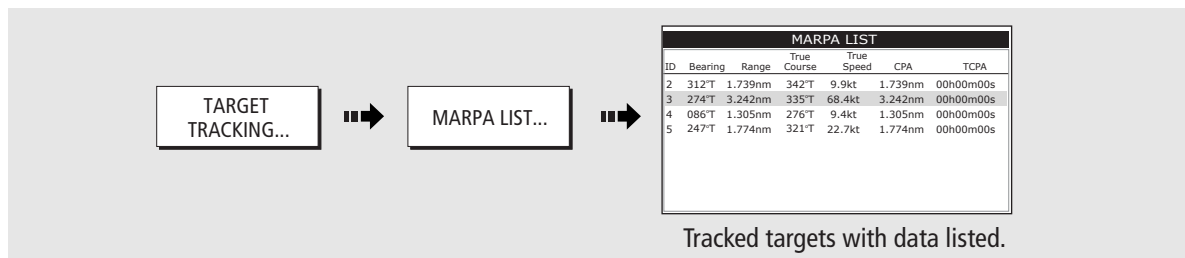 TARGET
TRACKING...
MARPA LIST...
MARPA LIST
ID Bearing Range True Course True Speed CPA TCPA
2 312°T 1.739nm 342°T 9.9kt 1.739nm 00h00m00s
3 274°T 3.242nm 335°T 68.4kt 3.242nm 00h00m00s
4 086°T 1.305nm 276°T 9.4kt 1.305nm 00h00m00s
5 247°T 1.774nm 321°T 22.7kt 1.774nm 00h00m00s
Tracked targets with data listed.